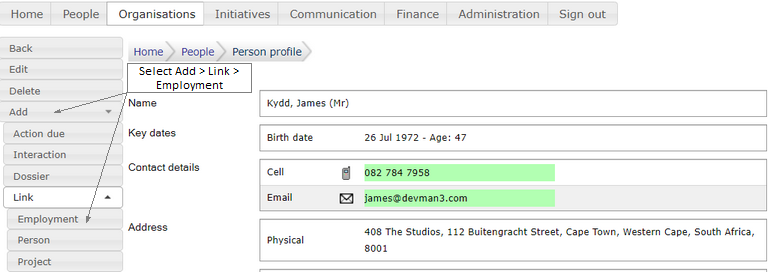 Home People Organisations Initiatives Communication Finance Administration Sign out
Back
Edit
Delete
Add
Action due
Interaction
Dossier
Link
Employment
Person
Project
Home People Person profile
Select Add > Link >
Employment
Name
Kydd, James (Mr)
Key dates
Birth date 26 Jul 1972 - Age: 47
Contact details
Cell 082 784 7958
Email james@devman3.com
Address
Physical
408 The Studios, 112 Buitengracht Street, Cape Town, Western Cape, South Africa,
8001